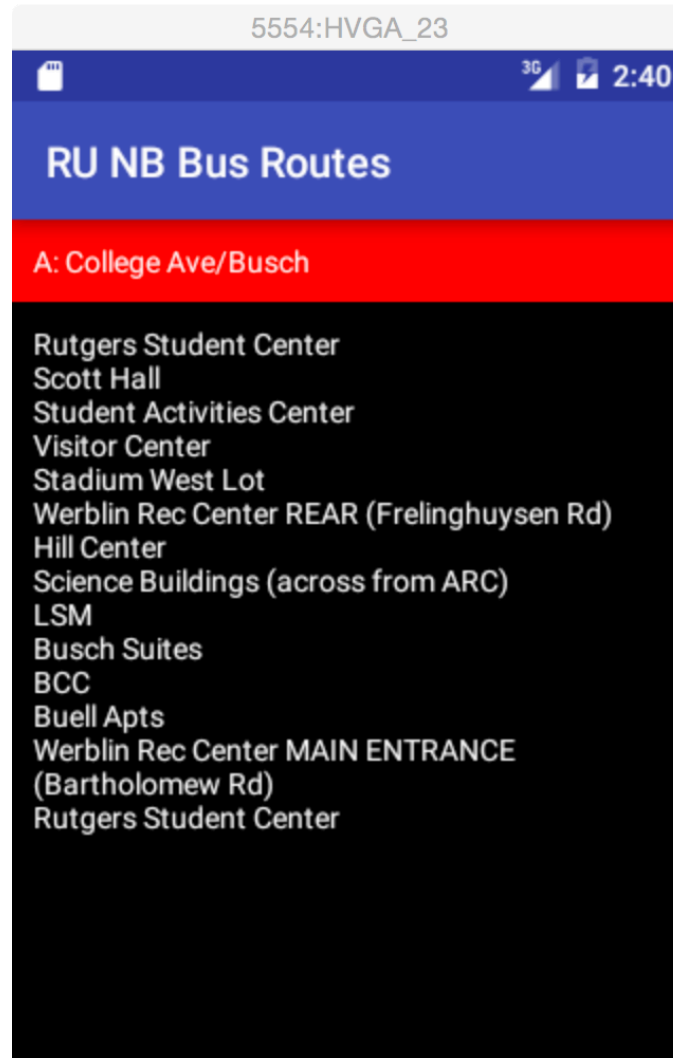 5554:HVGA_23
3G 2:40
RU NB Bus Routes
A: College Ave/Busch
Rutgers Student Center
Scott Hall
Student Activities Center
Visitor Center
Stadium West Lot
Werblin Rec Center REAR (Frelinghuysen Rd)
Hill Center
Science Buildings (across from ARC)
LSM
Busch Suites
BCC
Buell Apts
Werblin Rec Center MAIN ENTRANCE
(Bartholomew Rd)
Rutgers Student Center